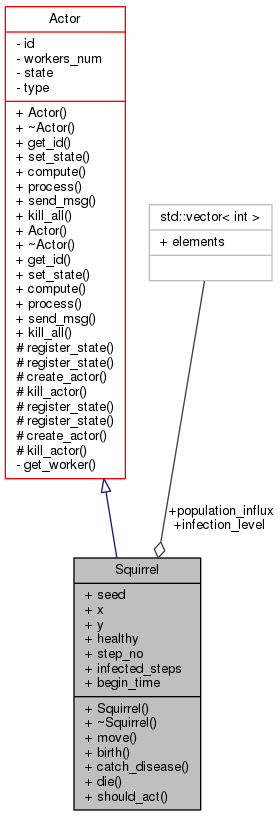 Actor
- id
- workers_num
- state
- type
+ Actor()
+ ~Actor()
+ get_id()
+ set_state()
+ compute()
+ process()
+ send_msg()
+ kill_all()
+ Actor()
+ ~Actor()
+ get_id()
+ set_state()
+ compute()
+ process()
+ send_msg()
+ kill_all()
# register_state()
# register_state()
# create_actor()
# kill_actor()
# register_state()
# register_state()
# create_actor()
# kill_actor()
- get_worker()
std::vector< int >
+ elements
+population_influx
+infection_level
Squirrel
+ seed
+ x
+ y
+ healthy
+ step_no
+ infected_steps
+ begin_time
+ Squirrel()
+ ~Squirrel()
+ move()
+ birth()
+ catch_disease()
+ die()
+ should_act()